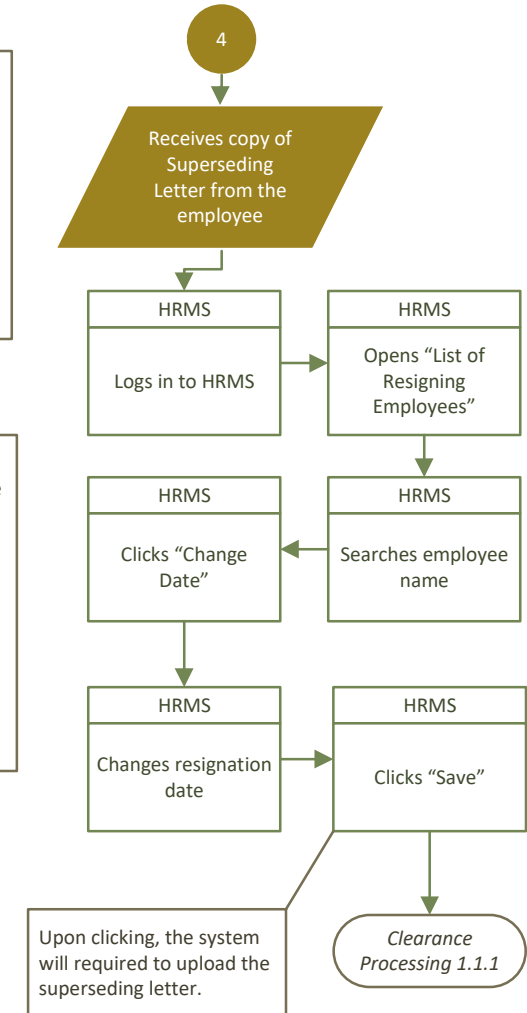 4
Receives copy of
Superseding
Letter from the
employee
HRMS
Logs in to HRMS
HRMS
Opens “List of
Resigning
Employees”
HRMS
Searches employee
name
HRMS
Clicks “Change
Date”
HRMS
Changes resignation
date
HRMS
Clicks “Save”
Upon clicking, the system
will required to upload the
superseding letter.
Clearance
Processing 1.1.1